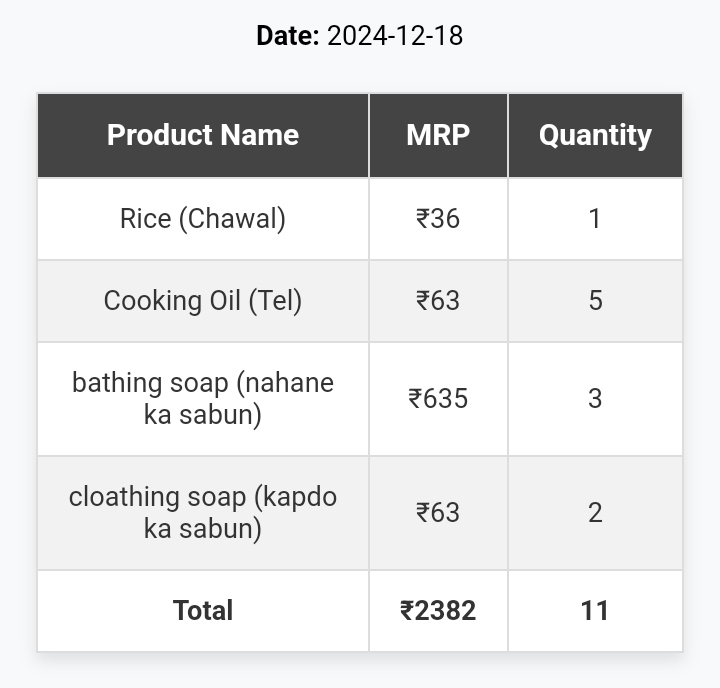 Date: 2024-12-18
Product Name MRP Quantity
Rice (Chawal) ₹36 1
Cooking Oil (Tel) ₹63 5
bathing soap (nahane
ka sabun) ₹635 3
cloathing soap (kapdo
ka sabun) ₹63 2
Total ₹2382 11